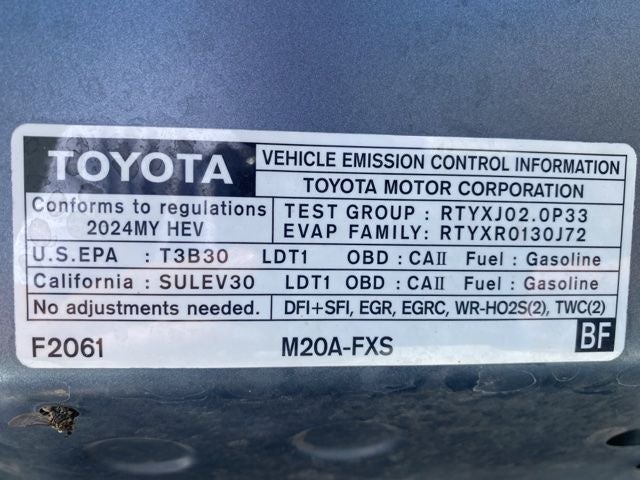 TOYOTA
VEHICLE EMISSION CONTROL INFORMATION
TOYOTA MOTOR CORPORATION
Conforms to regulations
2024MY HEV
TEST GROUP : RTYXJ02.0P33
EVAP FAMILY: RTYXR0130J72
U.S.EPA : T3B30 LDT1 OBD : CAII Fuel : Gasoline
California : SULEV30 LDT1 OBD : CAII Fuel : Gasoline
No adjustments needed. DFI+SFI, EGR, EGRC, WR-HO2S(2), TWC(2)
F2061 M20A-FXS BF